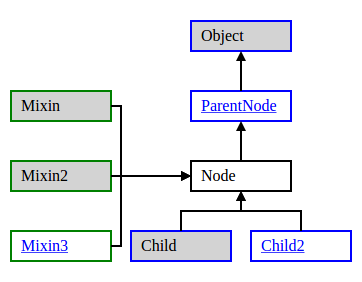 Object
Mixin
ParentNode
Mixin2
Node
Mixin3
Child
Child2